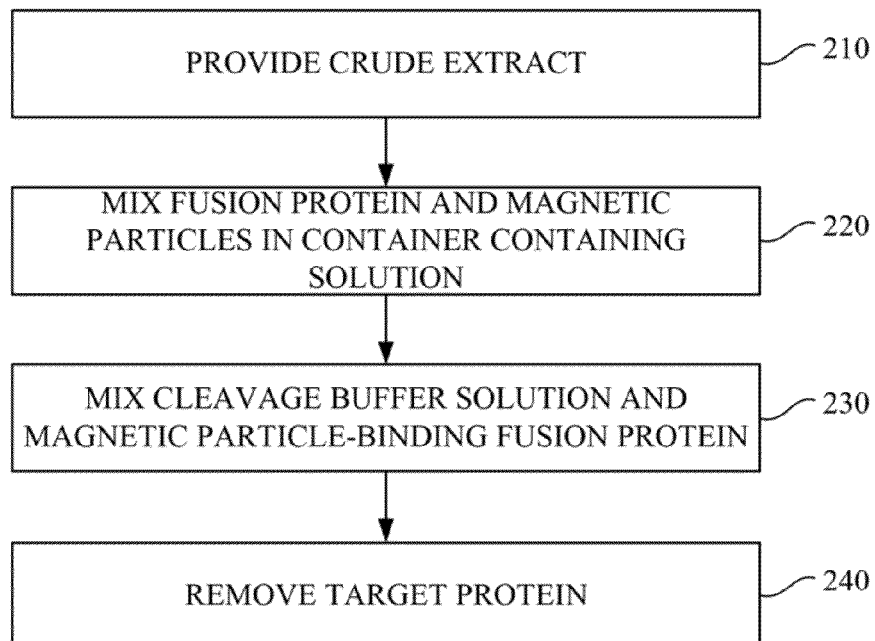 PROVIDE CRUDE EXTRACT
210
MIX FUSION PROTEIN AND MAGNETIC
PARTICLES IN CONTAINER CONTAINING
SOLUTION
220
MIX CLEAVAGE BUFFER SOLUTION AND
MAGNETIC PARTICLE-BINDING FUSION PROTEIN
230
REMOVE TARGET PROTEIN
240